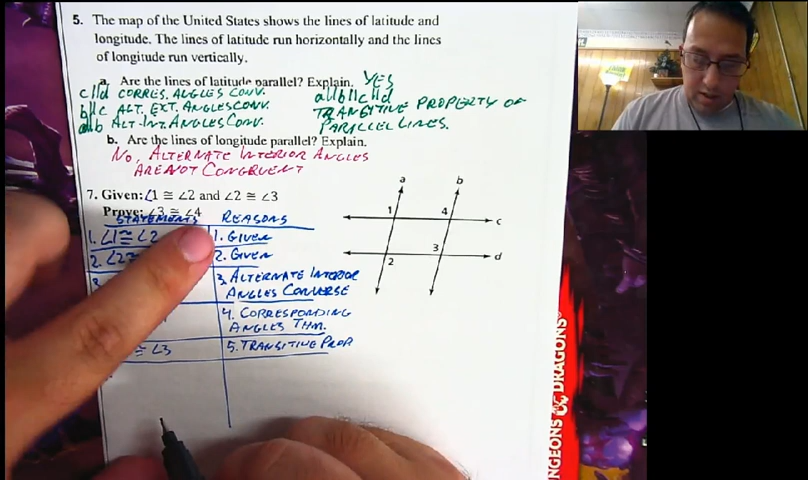 5. The map of the United States shows the lines of latitude and
longitude. The lines of latitude run horizontally and the lines
of longitude run vertically.
a. Are the lines of latitude parallel? Explain. YES
c||d CORRES. ANGLES CONV. a||b||c||d
b||c ALT. EXT. ANGLES CONV. TRANSITIVE PROPERTY OF
a||b ALT. INT. ANGLES CONV. PARALLEL LINES.
b. Are the lines of longitude parallel? Explain.
NO, ALTERNATE INTERIOR ANGLES
ARE NOT CONGRUENT
7. Given: ∠1 ≅ ∠2 and ∠2 ≅ ∠3
Prove: ∠3 ≅ ∠4
STATEMENTS REASONS
1. ∠1 ≅ ∠2 1. GIVEN
2. ∠2 2. GIVEN
3. 3. ALTERNATE INTERIOR
ANGLES CONVERSE
4. CORRESPONDING
ANGLES THM.
≅ ∠3 5. TRANSITIVE PROP
a b
1 4 c
3
2 d
NGEONS & DRAGONS